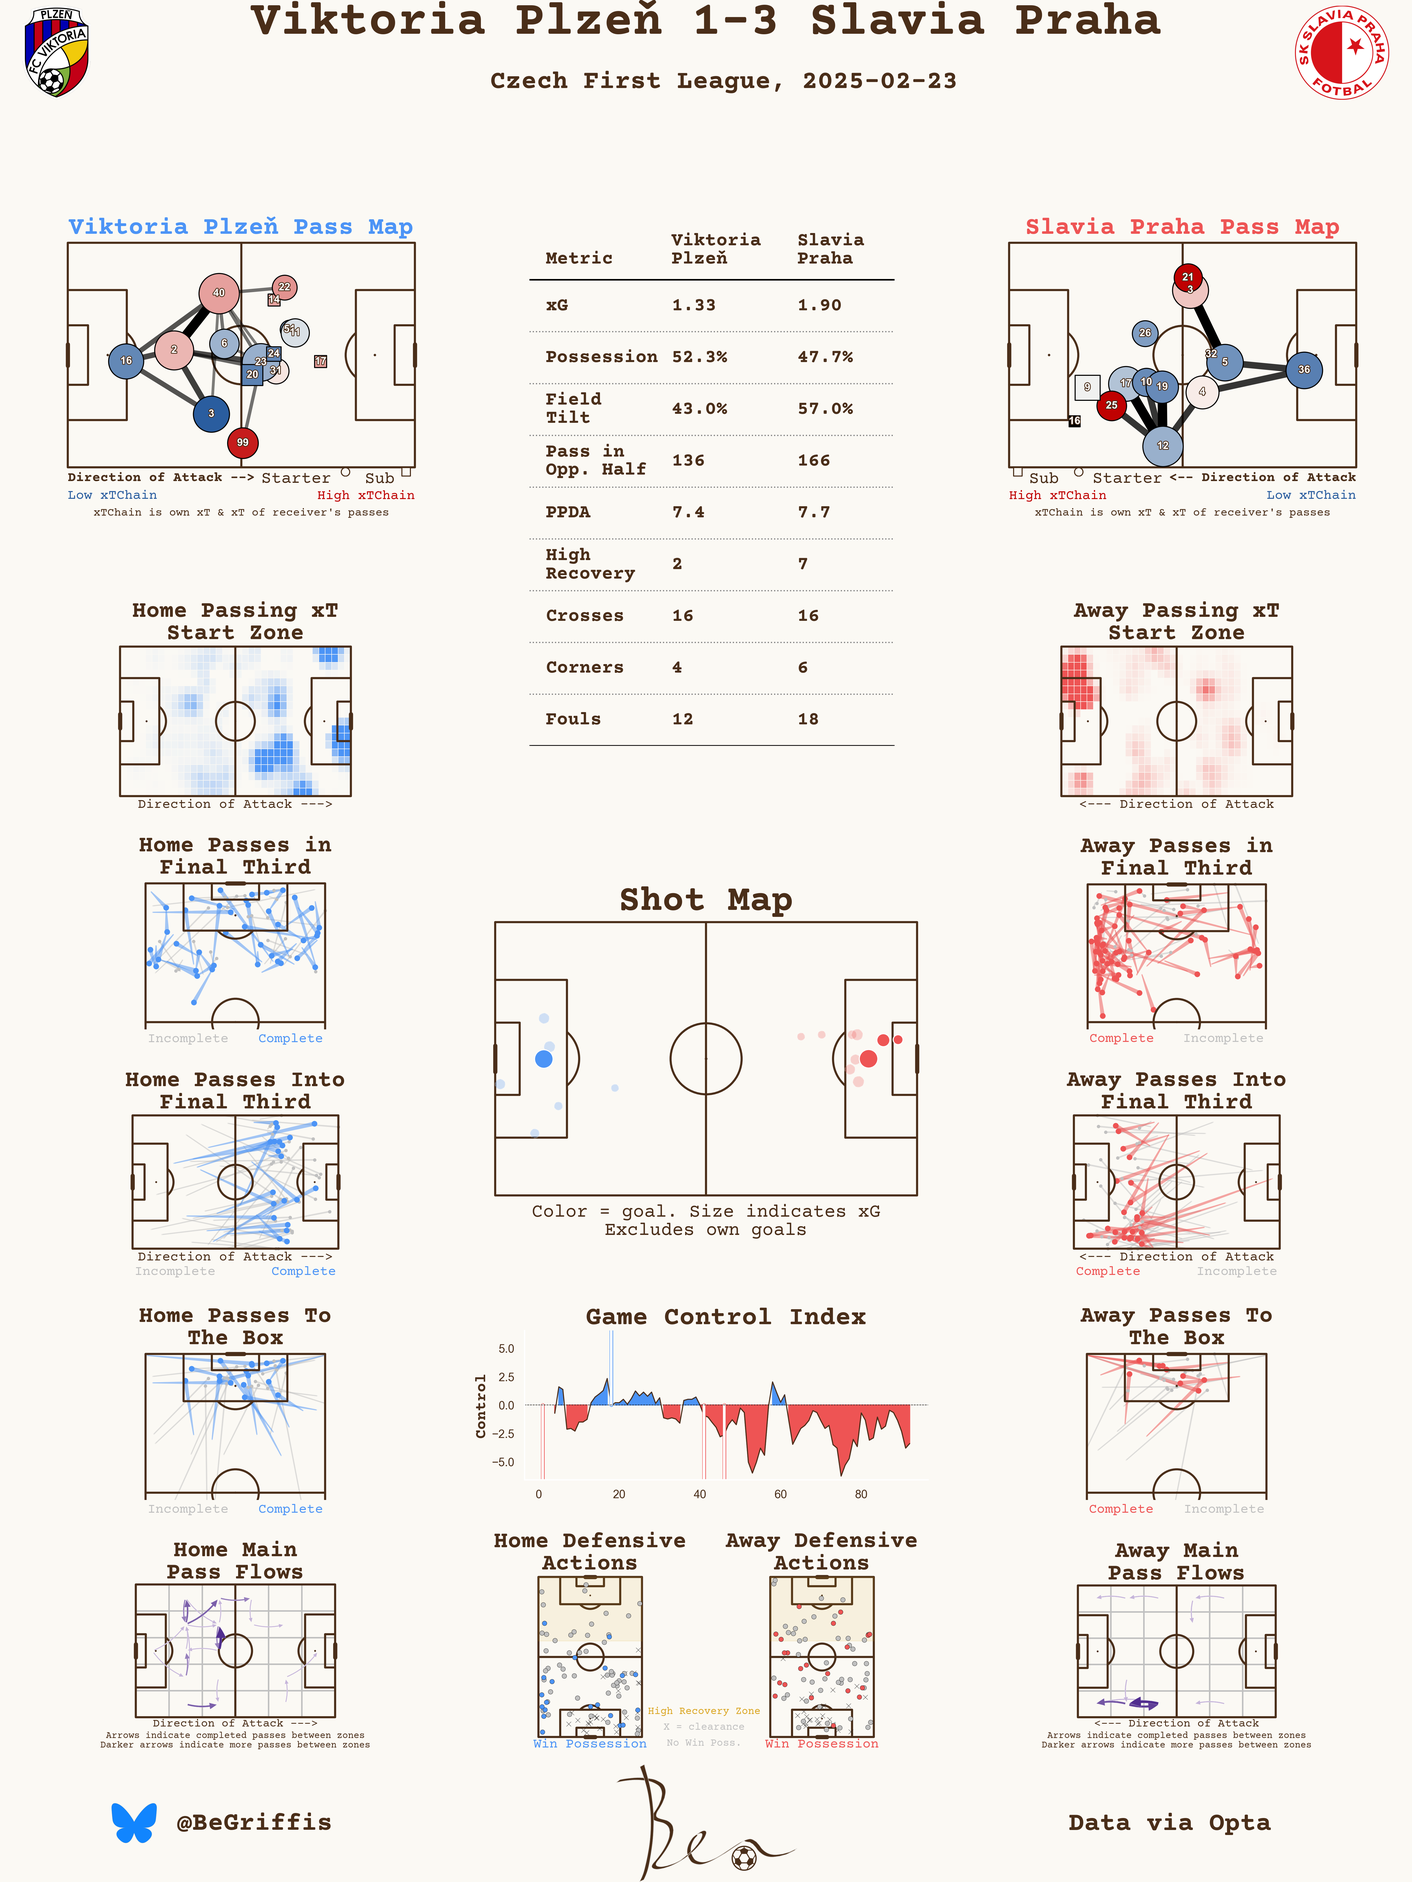 Viktoria Plzeň 1-3 Slavia Praha
Czech First League, 2025-02-23
PLZEŇ
FC VIKTORIA
SK SLAVIA PRAHA
FOTBAL
Viktoria Plzeň Pass Map
40
22
14
11
6
2
16
23
24
20
31
17
3
99
Direction of Attack --> Starter Sub
Low xTChain High xTChain
xTChain is own xT & xT of receiver's passes
Metric Viktoria Plzeň Slavia Praha
xG 1.33 1.90
Possession 52.3% 47.7%
Field Tilt 43.0% 57.0%
Pass in Opp. Half 136 166
PPDA 7.4 7.7
High Recovery 2 7
Crosses 16 16
Corners 4 6
Fouls 12 18
Slavia Praha Pass Map
21
3
26
32
5
36
9
17
10
19
4
25
16
12
Sub Starter <-- Direction of Attack
High xTChain Low xTChain
xTChain is own xT & xT of receiver's passes
Home Passing xT
Start Zone
Direction of Attack --->
Away Passing xT
Start Zone
<--- Direction of Attack
Home Passes in
Final Third
Incomplete Complete
Away Passes in
Final Third
Complete Incomplete
Shot Map
Color = goal. Size indicates xG
Excludes own goals
Home Passes Into
Final Third
Direction of Attack --->
Incomplete Complete
Away Passes Into
Final Third
<--- Direction of Attack
Complete Incomplete
Home Passes To
The Box
Incomplete Complete
Game Control Index
Control
5.0
2.5
0.0
−2.5
−5.0
0 20 40 60 80
Away Passes To
The Box
Complete Incomplete
Home Main
Pass Flows
Direction of Attack --->
Arrows indicate completed passes between zones
Darker arrows indicate more passes between zones
Home Defensive
Actions
Win Possession
Away Defensive
Actions
Win Possession
High Recovery Zone
X = clearance
No Win Poss.
Away Main
Pass Flows
<--- Direction of Attack
Arrows indicate completed passes between zones
Darker arrows indicate more passes between zones
@BeGriffis
Ben
Data via Opta